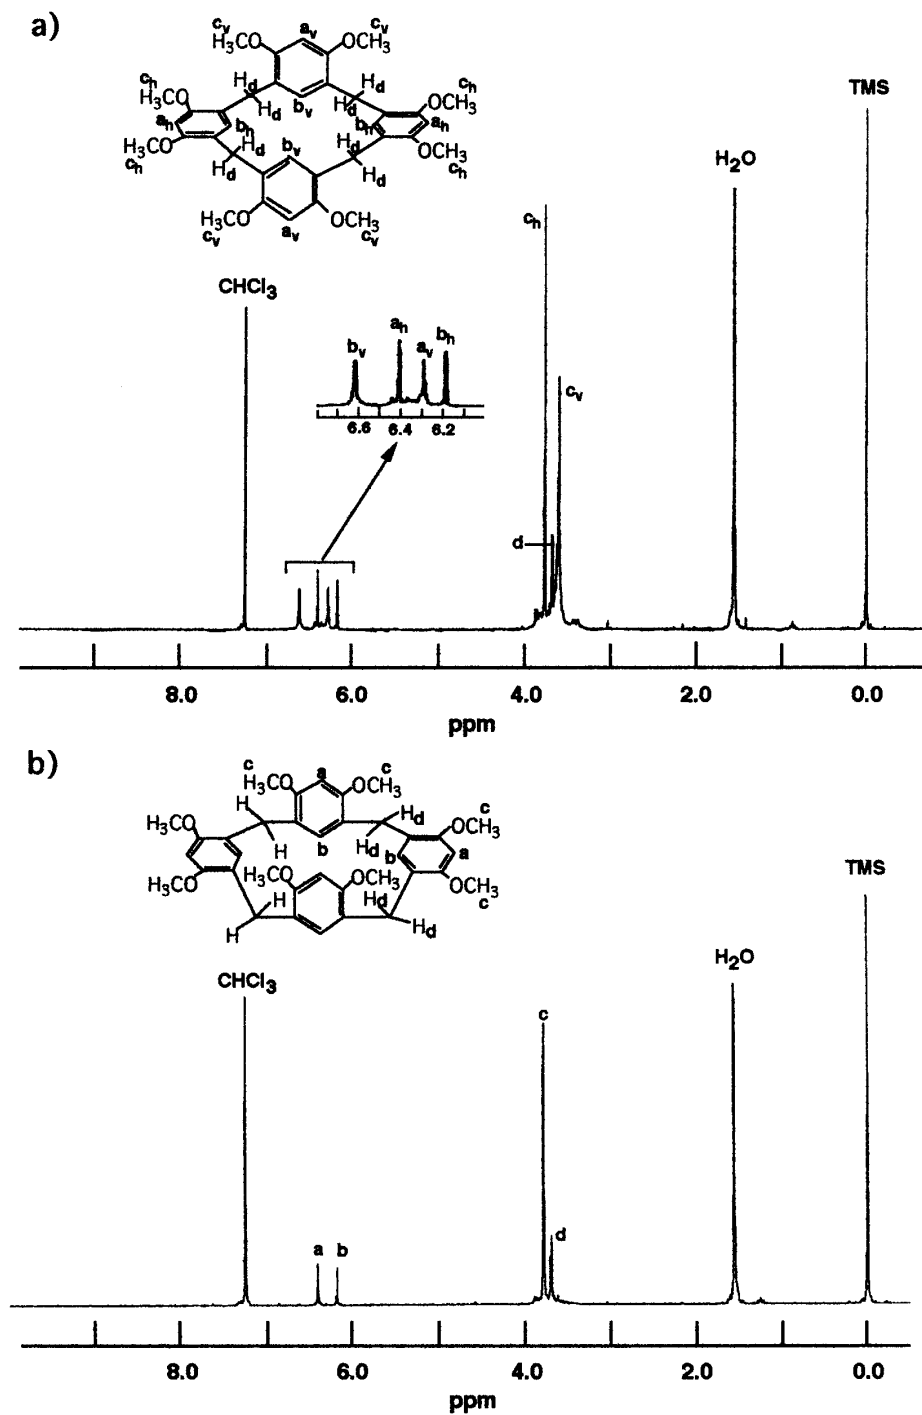 a)
cv av cv
H3CO OCH3
ch Hd Hd ch
H3CO Hd bv Hd OCH3
ah bh bh ah
H3CO Hd bv Hd OCH3
ch Hd Hd ch
H3CO OCH3
cv av cv
TMS
H2O
ch
CHCl3
bv ah av bh
cv
6.6 6.4 6.2
d
8.0 6.0 4.0 2.0 0.0
ppm
b)
c a c
H3CO OCH3
H Hd c
H3CO H b Hd OCH3
b a
H3CO H3CO OCH3 OCH3
H Hd c
H Hd
TMS
H2O
CHCl3
c
a b d
8.0 6.0 4.0 2.0 0.0
ppm